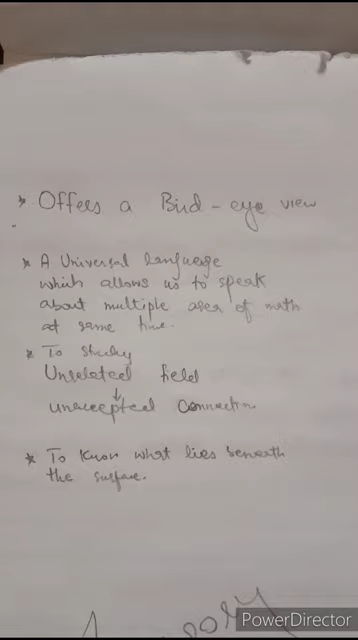 * Offers a Bird-eye view
* A Universal language
which allows us to speak
about multiple area of math
at same time.
* To Study
Unrelated field
↓
unaccepted connection
* To Know what lies beneath
the surface.
PowerDirector